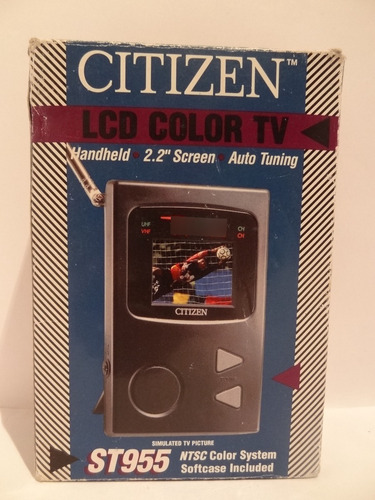 CITIZEN™
LCD COLOR TV
Handheld • 2.2" Screen • Auto Tuning
UHF CH
VHF CH
CITIZEN
SIMULATED TV PICTURE
ST955 NTSC Color System
Softcase Included